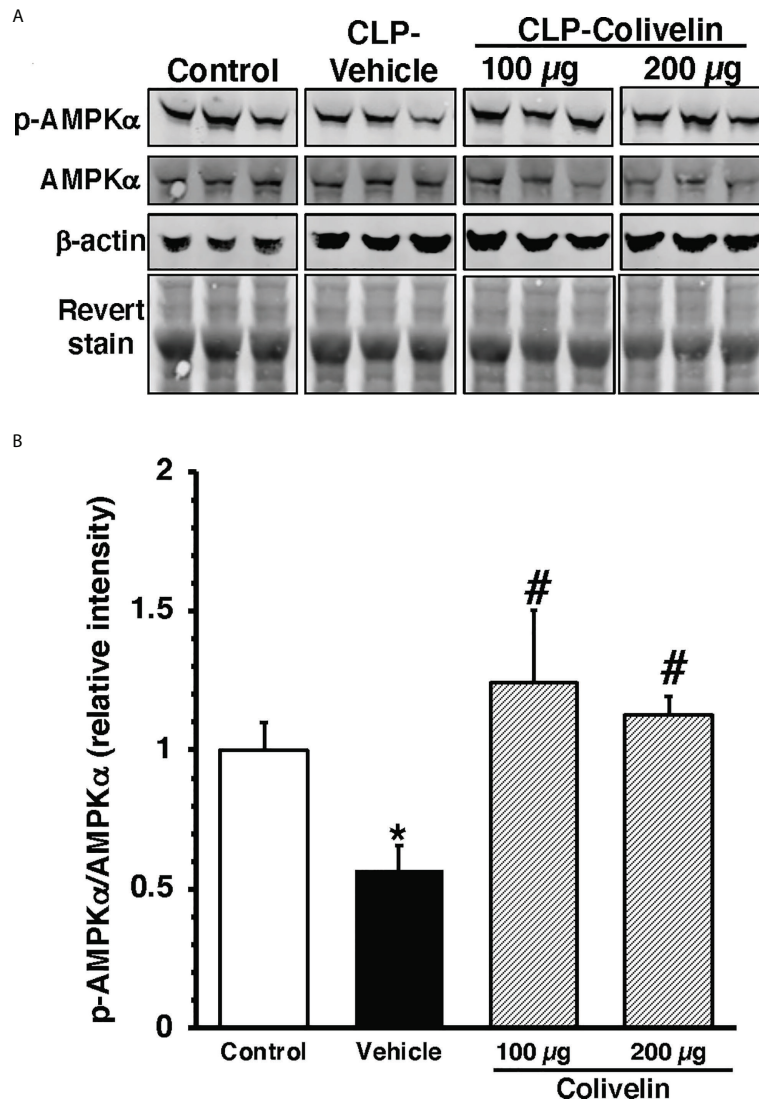 A
Control
CLP-
Vehicle
CLP-Colivelin
100 µg 200 µg
p-AMPKα
AMPKα
β-actin
Revert
stain
B
p-AMPKα/AMPKα (relative intensity)
2
1.5
1
0.5
0
*
#
#
Control Vehicle 100 µg 200 µg
Colivelin